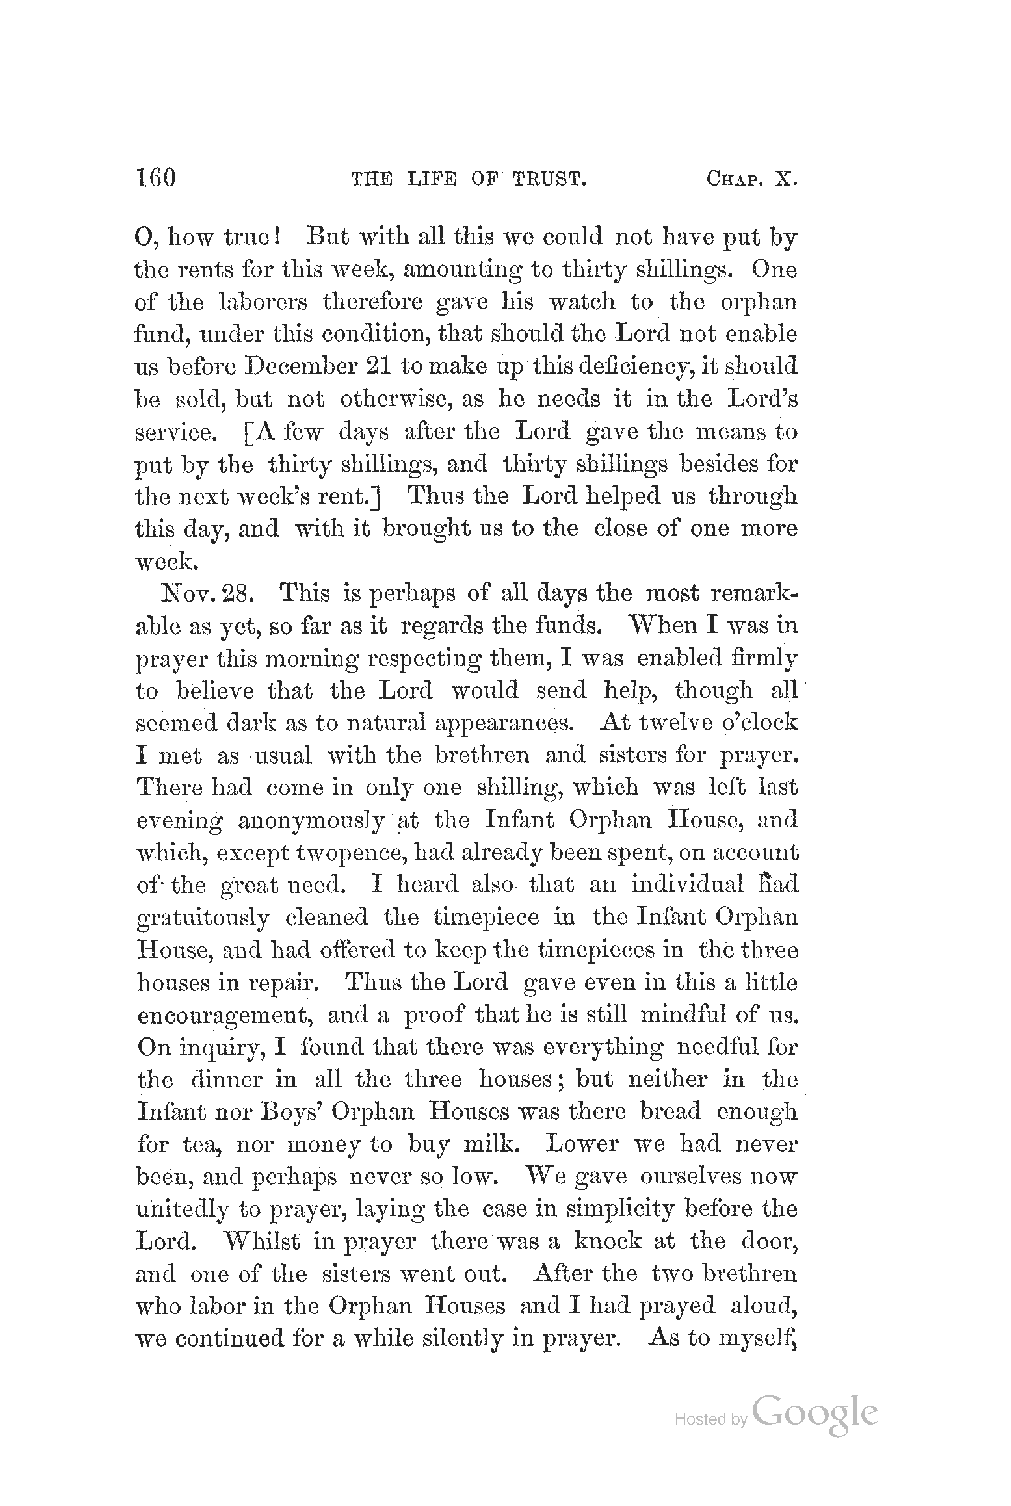 160 THE LIFE OF TRUST. CHAP. X.
O, how true! But with all this we could not have put by
the rents for this week, amounting to thirty shillings. One
of the laborers therefore gave his watch to the orphan
fund, under this condition, that should the Lord not enable
us before December 21 to make up this deficiency, it should
be sold, but not otherwise, as he needs it in the Lord's
service. [A few days after the Lord gave the means to
put by the thirty shillings, and thirty shillings besides for
the next week's rent.] Thus the Lord helped us through
this day, and with it brought us to the close of one more
week.
Nov. 28. This is perhaps of all days the most remark-
able as yet, so far as it regards the funds. When I was in
prayer this morning respecting them, I was enabled firmly
to believe that the Lord would send help, though all
seemed dark as to natural appearances. At twelve o'clock
I met as usual with the brethren and sisters for prayer.
There had come in only one shilling, which was left last
evening anonymously at the Infant Orphan House, and
which, except twopence, had already been spent, on account
of the great need. I heard also that an individual had
gratuitously cleaned the timepiece in the Infant Orphan
House, and had offered to keep the timepieces in the three
houses in repair. Thus the Lord gave even in this a little
encouragement, and a proof that he is still mindful of us.
On inquiry, I found that there was everything needful for
the dinner in all the three houses; but neither in the
Infant nor Boys' Orphan Houses was there bread enough
for tea, nor money to buy milk. Lower we had never
been, and perhaps never so low. We gave ourselves now
unitedly to prayer, laying the case in simplicity before the
Lord. Whilst in prayer there was a knock at the door,
and one of the sisters went out. After the two brethren
who labor in the Orphan Houses and I had prayed aloud,
we continued for a while silently in prayer. As to myself,
Hosted by Google